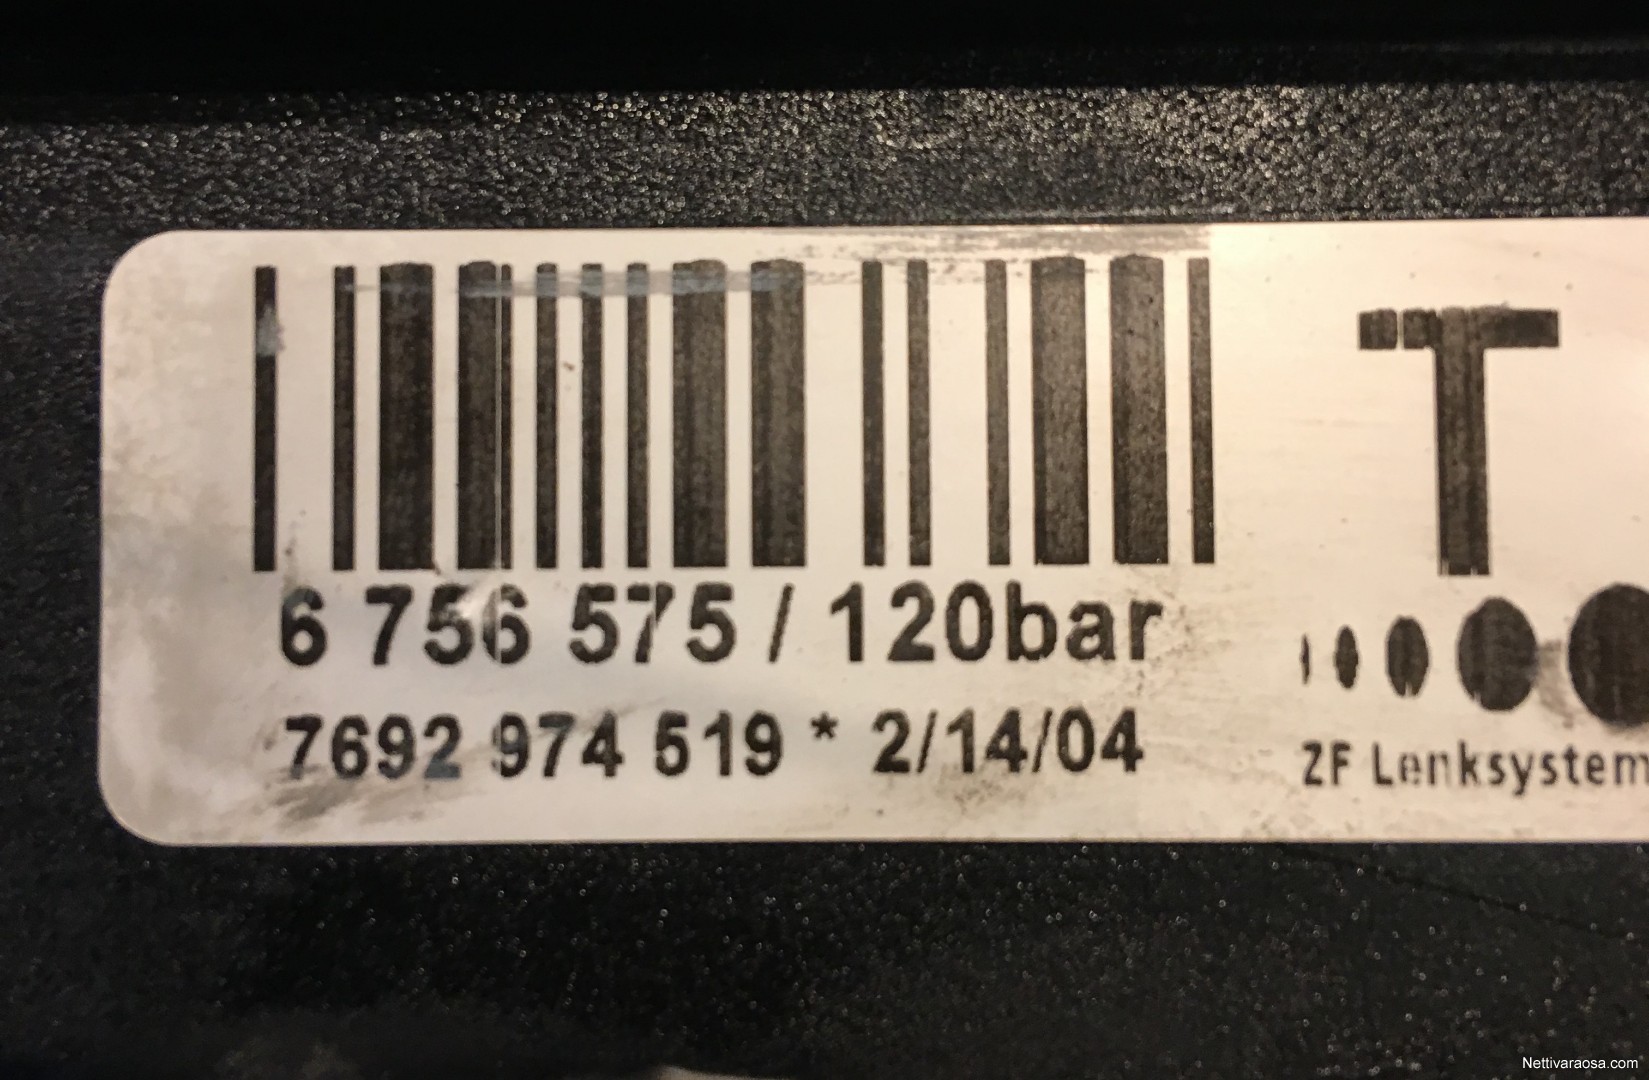 T
6 756 575 / 120bar
7692 974 519 * 2/14/04
ZF Lenksystem
Nettivaraosa.com